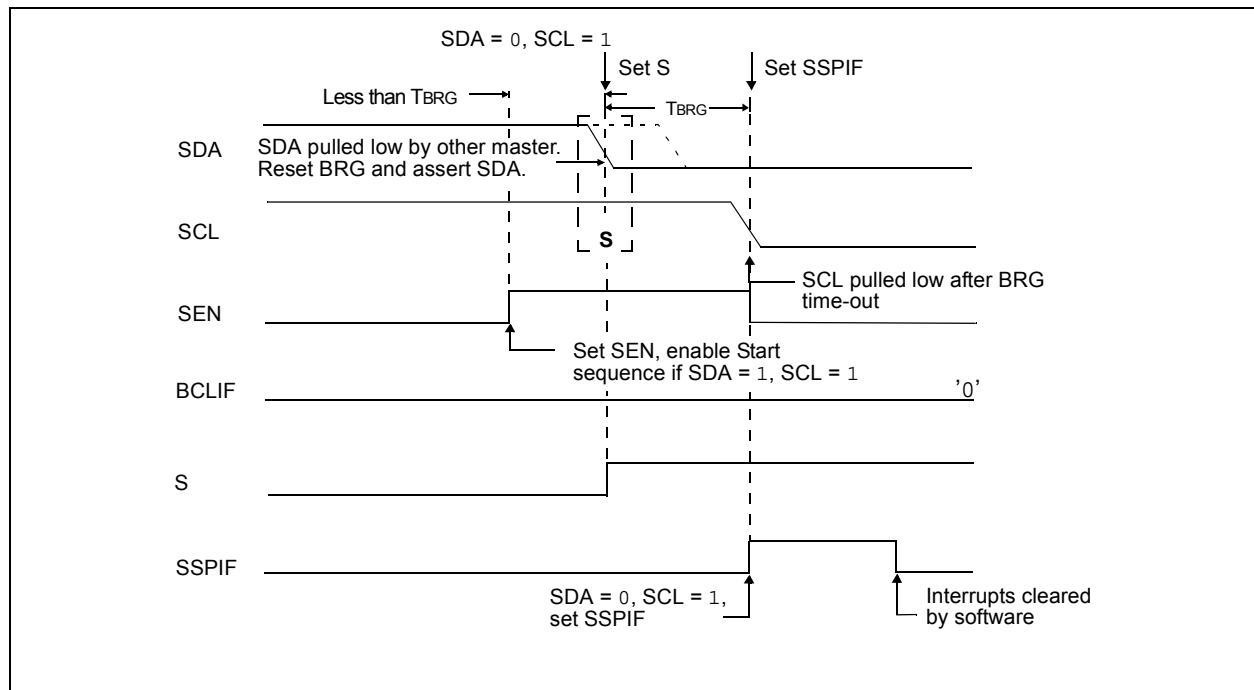 SDA = 0, SCL = 1
Set S
Set SSPIF
Less than TBRG
TBRG
SDA
SDA pulled low by other master.
Reset BRG and assert SDA.
SCL
S
SCL pulled low after BRG
time-out
SEN
Set SEN, enable Start
sequence if SDA = 1, SCL = 1
BCLIF
'0'
S
SSPIF
SDA = 0, SCL = 1,
set SSPIF
Interrupts cleared
by software